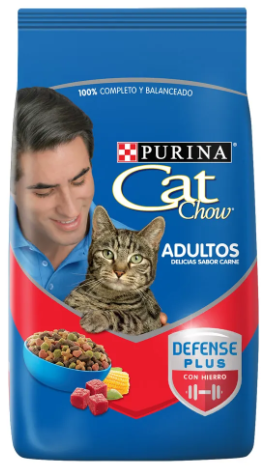 100% COMPLETO Y BALANCEADO
PURINA®
Cat
Chow®
ADULTOS
DELICIAS SABOR CARNE
DEFENSE
PLUS
CON HIERRO